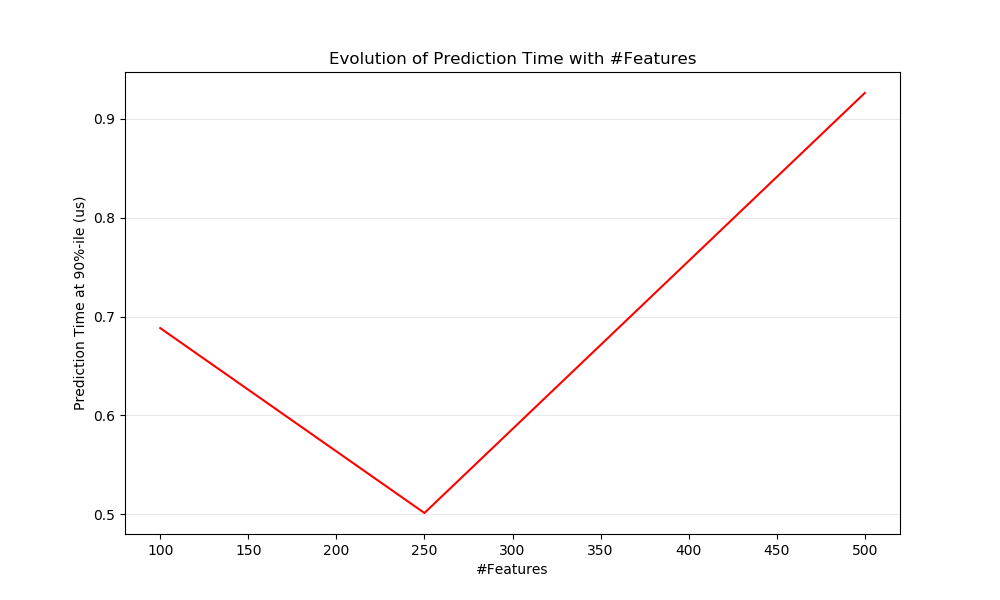 Evolution of Prediction Time with #Features
Prediction Time at 90%-ile (us)
0.9
0.8
0.7
0.6
0.5
100 150 200 250 300 350 400 450 500
#Features